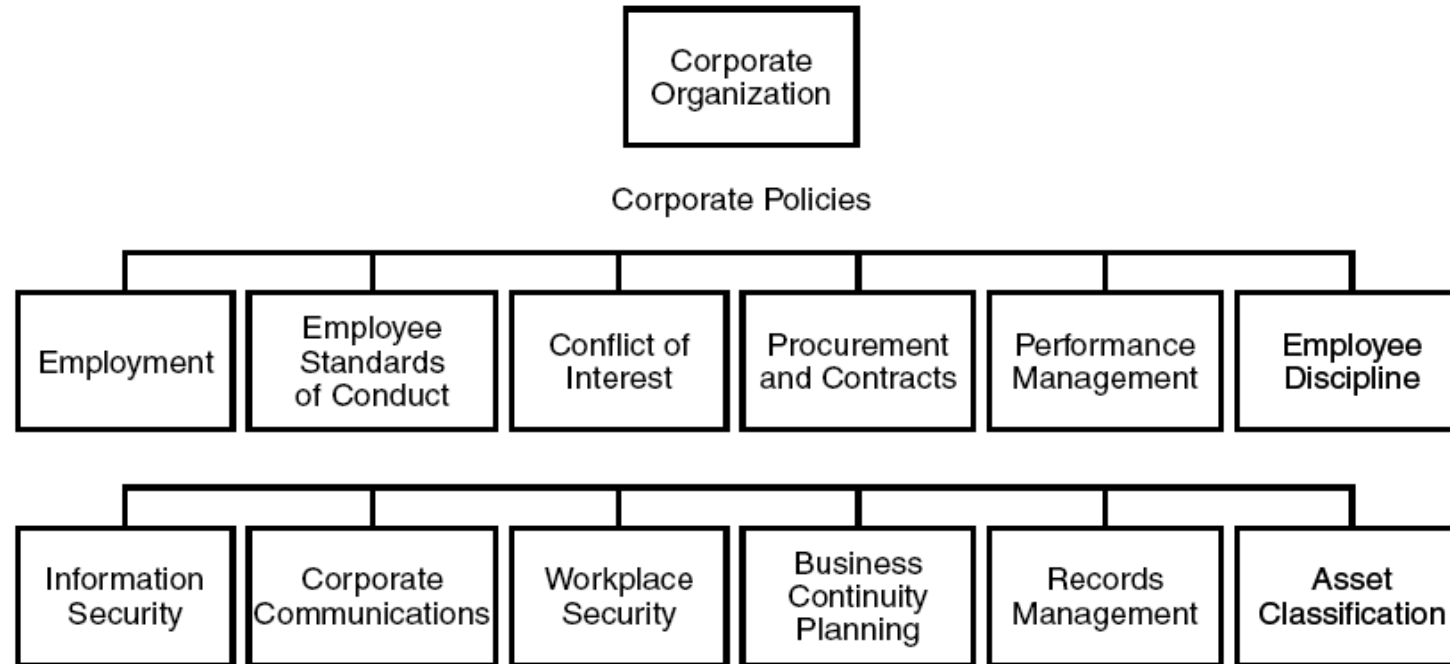 Corporate
Organization
Corporate Policies
Employment
Employee
Standards
of Conduct
Conflict of
Interest
Procurement
and Contracts
Performance
Management
Employee
Discipline
Information
Security
Corporate
Communications
Workplace
Security
Business
Continuity
Planning
Records
Management
Asset
Classification